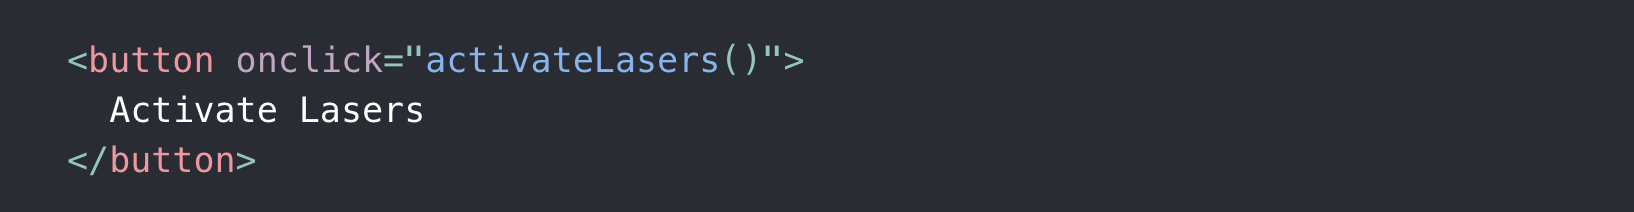 <button onclick="activateLasers()">
  Activate Lasers
</button>